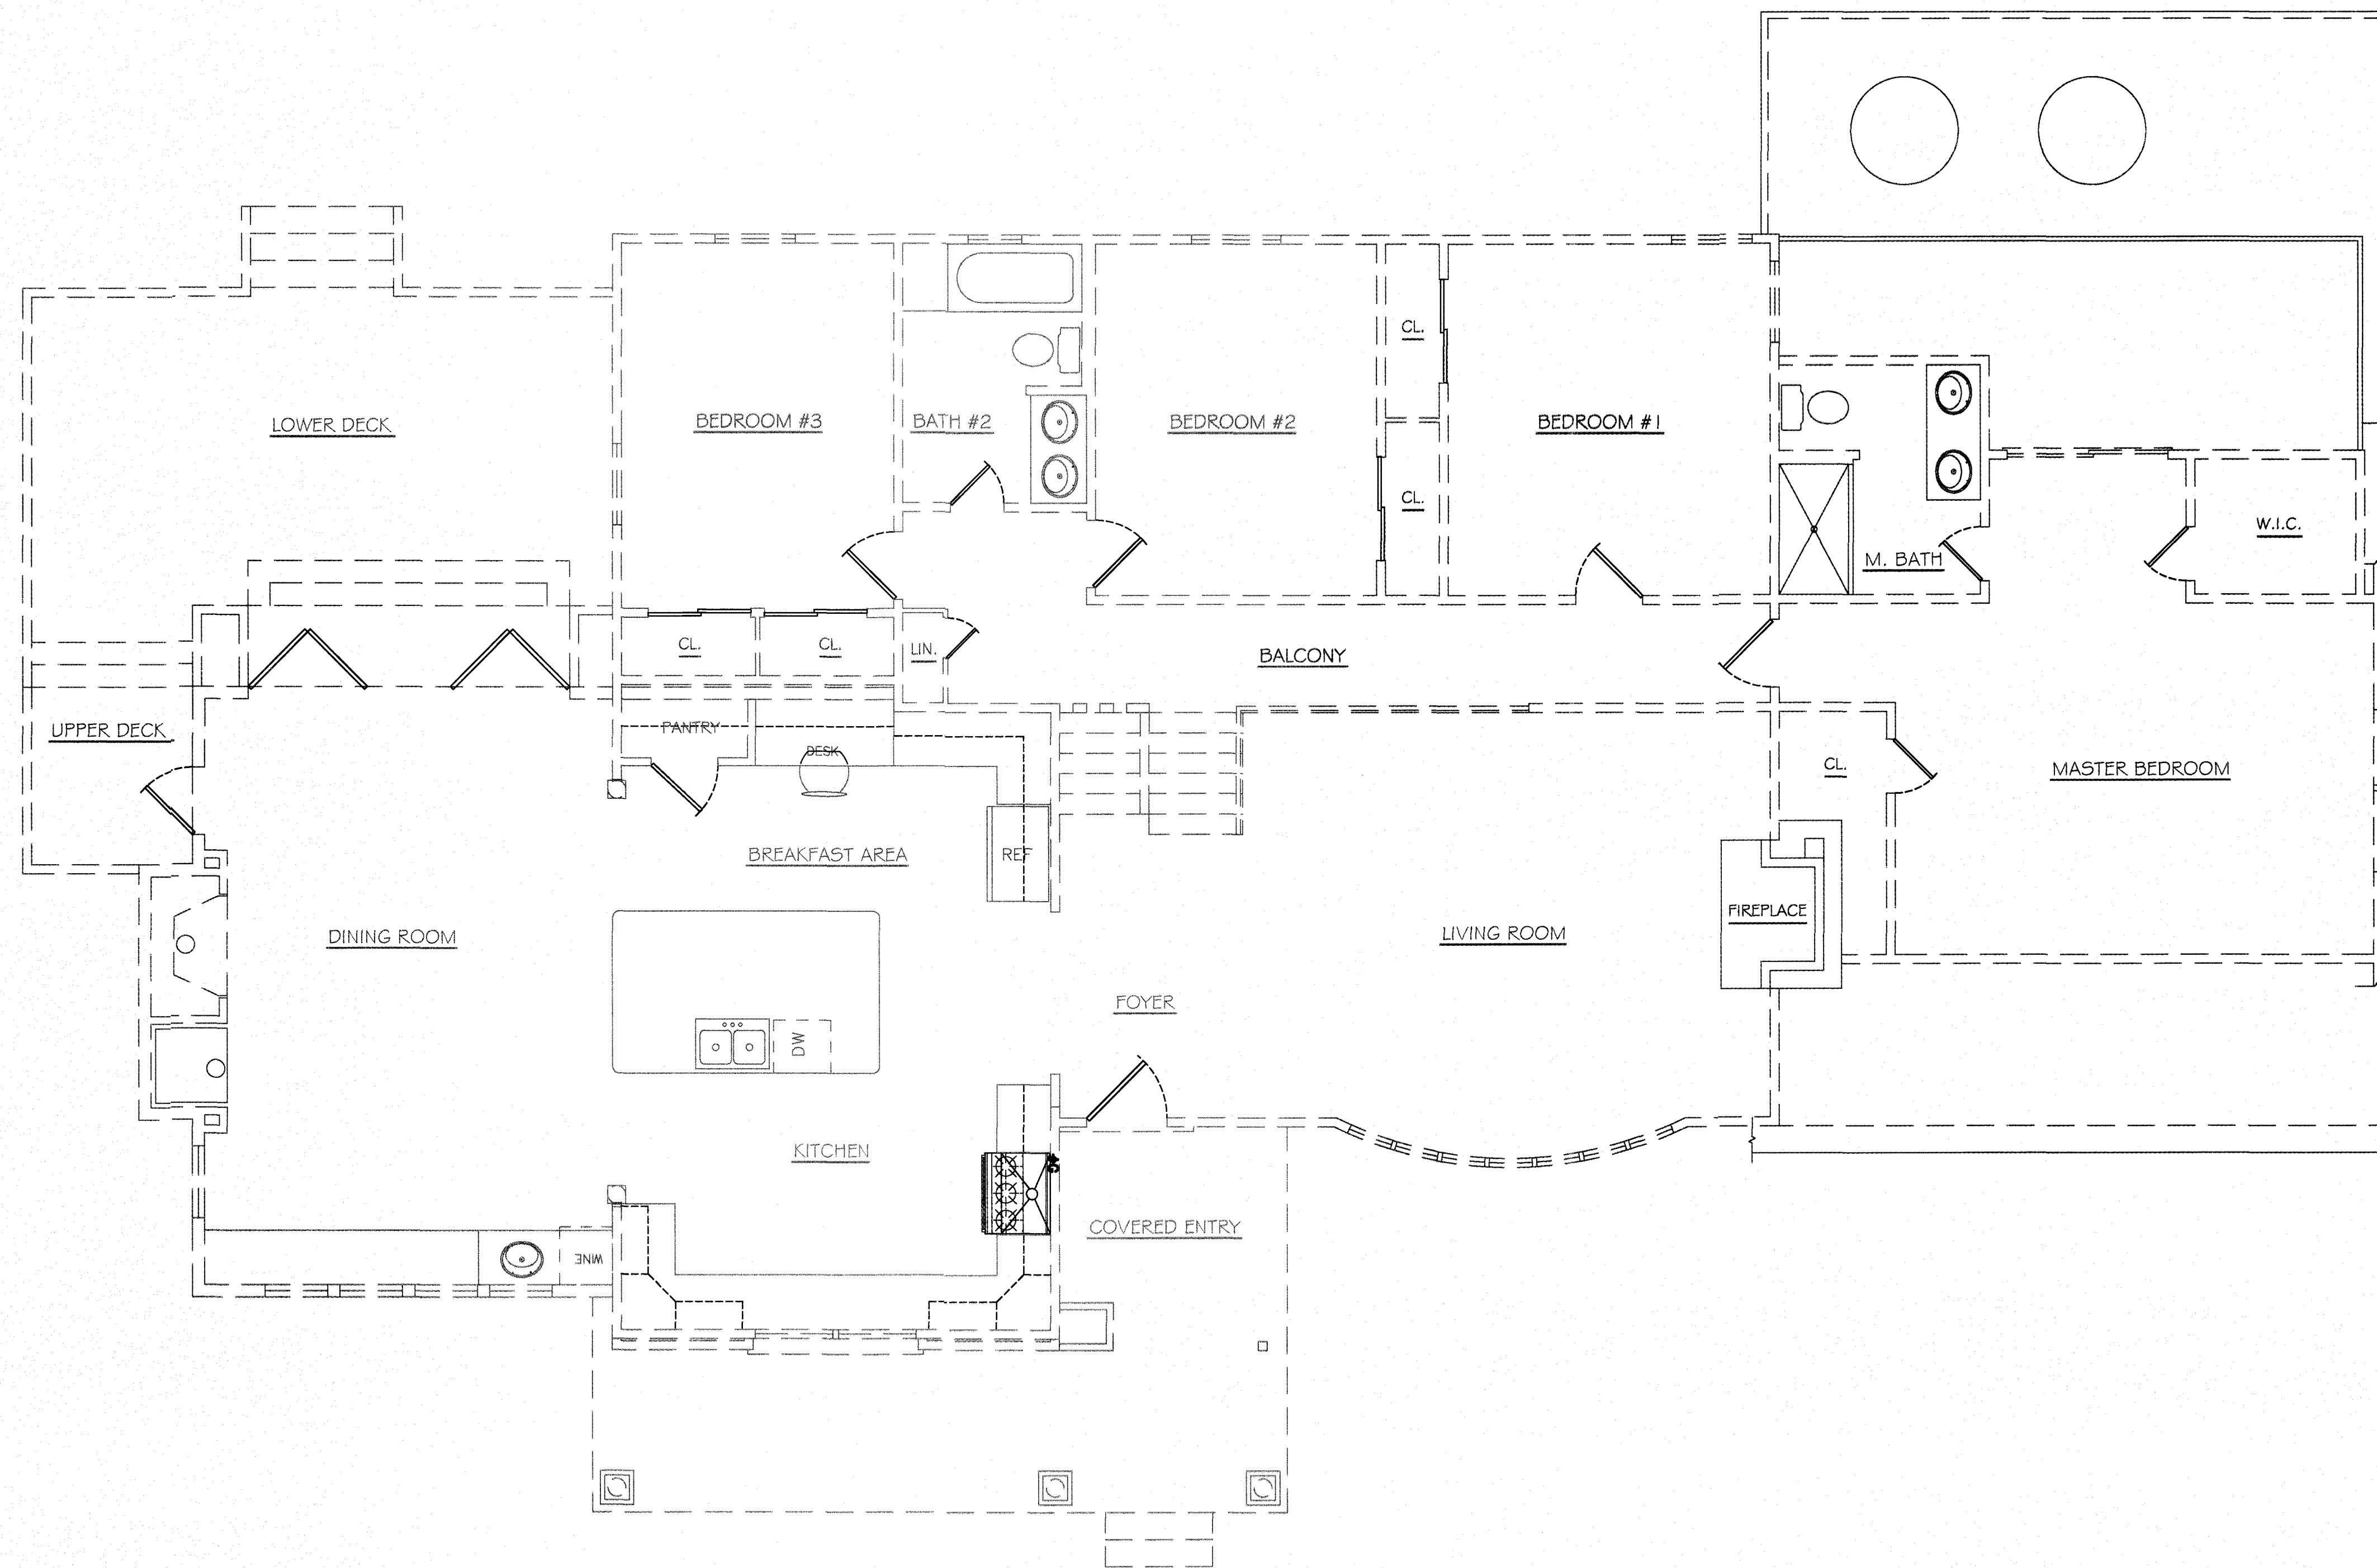 LOWER DECK
BEDROOM #3
BATH #2
BEDROOM #2
CL.
CL.
BEDROOM #1
M. BATH
W.I.C.
CL.
CL.
LIN.
BALCONY
UPPER DECK
PANTRY
DESK
CL.
MASTER BEDROOM
BREAKFAST AREA
REF
FIREPLACE
DINING ROOM
LIVING ROOM
FOYER
DW
KITCHEN
COVERED ENTRY
WINE